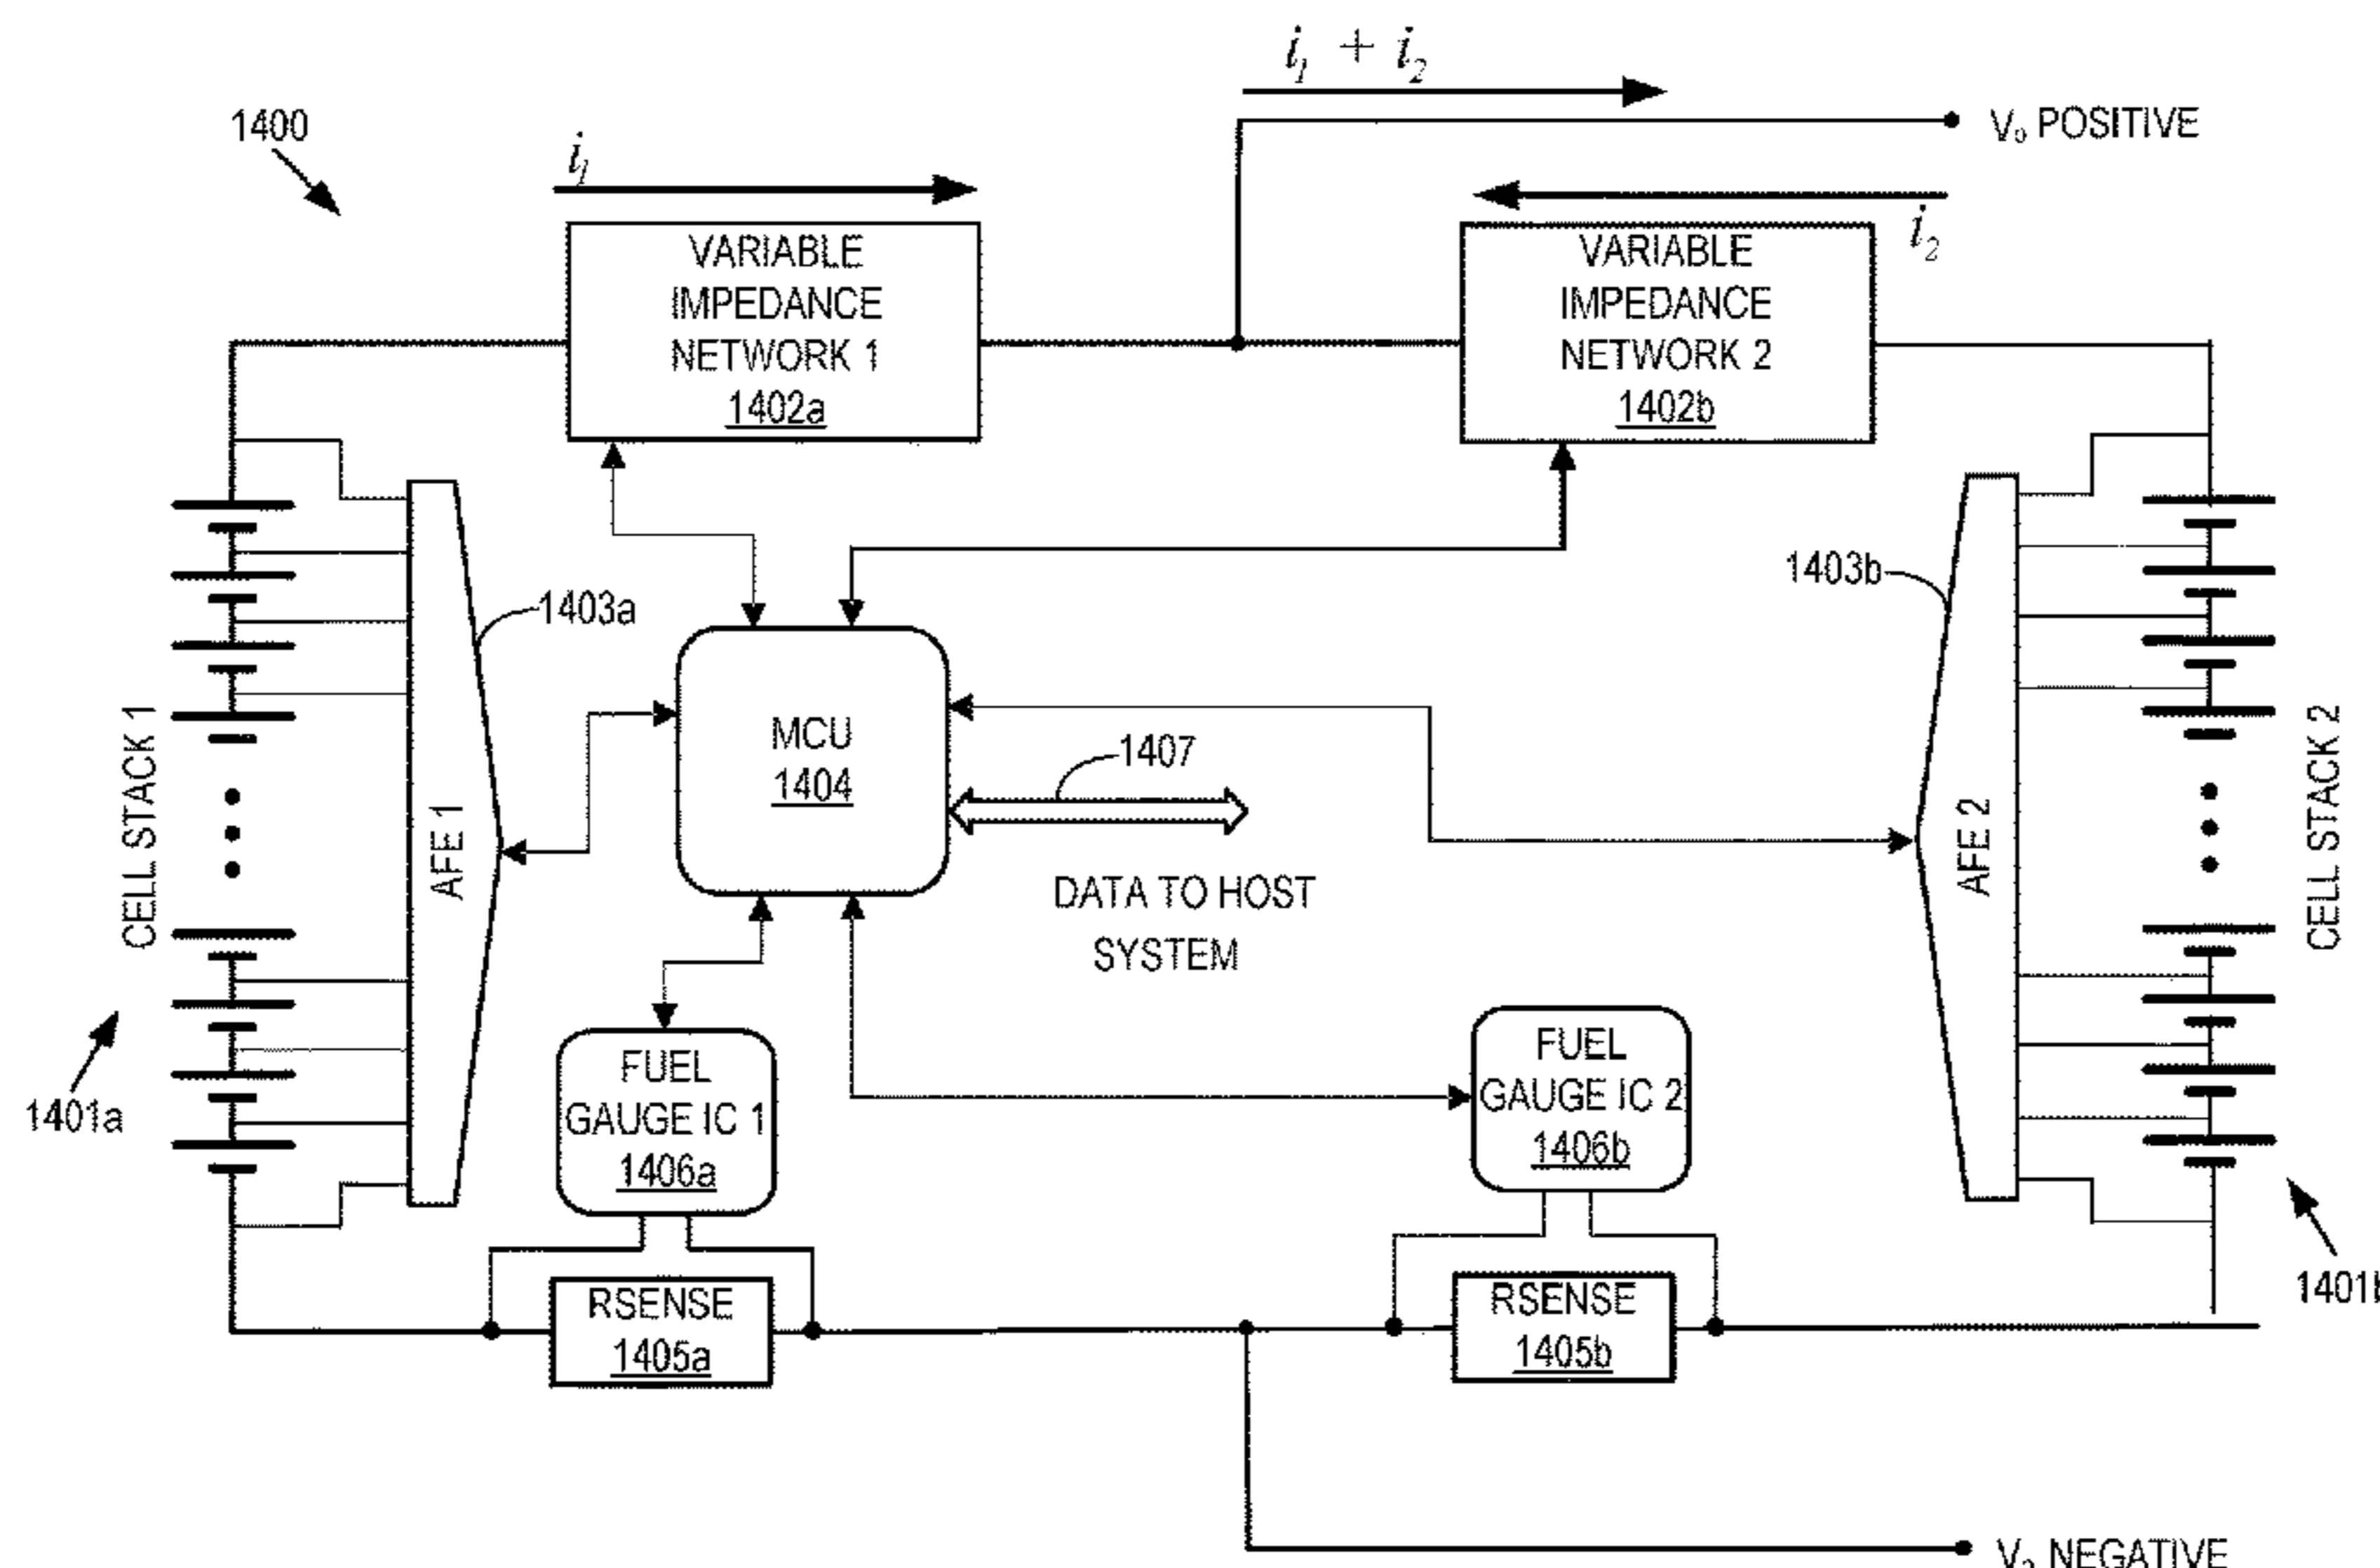 i₁ + i₂
1400
V₀ POSITIVE
i₁
i₂
VARIABLE
IMPEDANCE
NETWORK 1
1402a
VARIABLE
IMPEDANCE
NETWORK 2
1402b
1403a
1403b
CELL STACK 1
AFE 1
MCU
1404
1407
DATA TO HOST
SYSTEM
AFE 2
CELL STACK 2
1401a
FUEL
GAUGE IC 1
1406a
FUEL
GAUGE IC 2
1406b
1401b
RSENSE
1405a
RSENSE
1405b
V₀ NEGATIVE